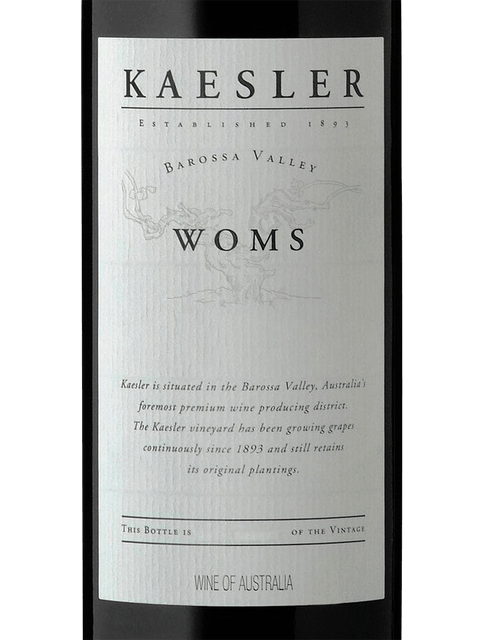 KAESLER
ESTABLISHED 1893
BAROSSA VALLEY
WOMS
Kaesler is situated in the Barossa Valley, Australia's
foremost premium wine producing district.
The Kaesler vineyard has been growing grapes
continuously since 1893 and still retains
its original plantings.
THIS BOTTLE IS OF THE VINTAGE
WINE OF AUSTRALIA